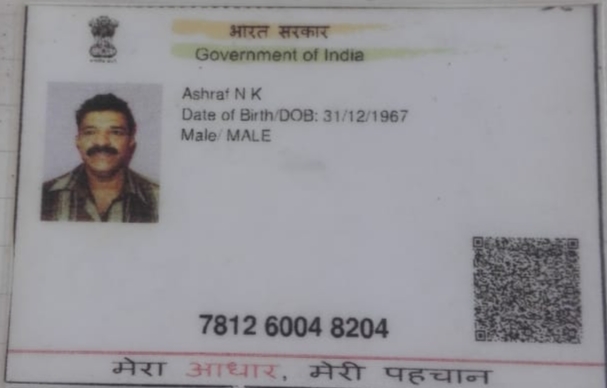 भारत सरकार
Government of India
Ashraf N K
Date of Birth/DOB: 31/12/1967
Male/ MALE
7812 6004 8204
मेरा आधार, मेरी पहचान